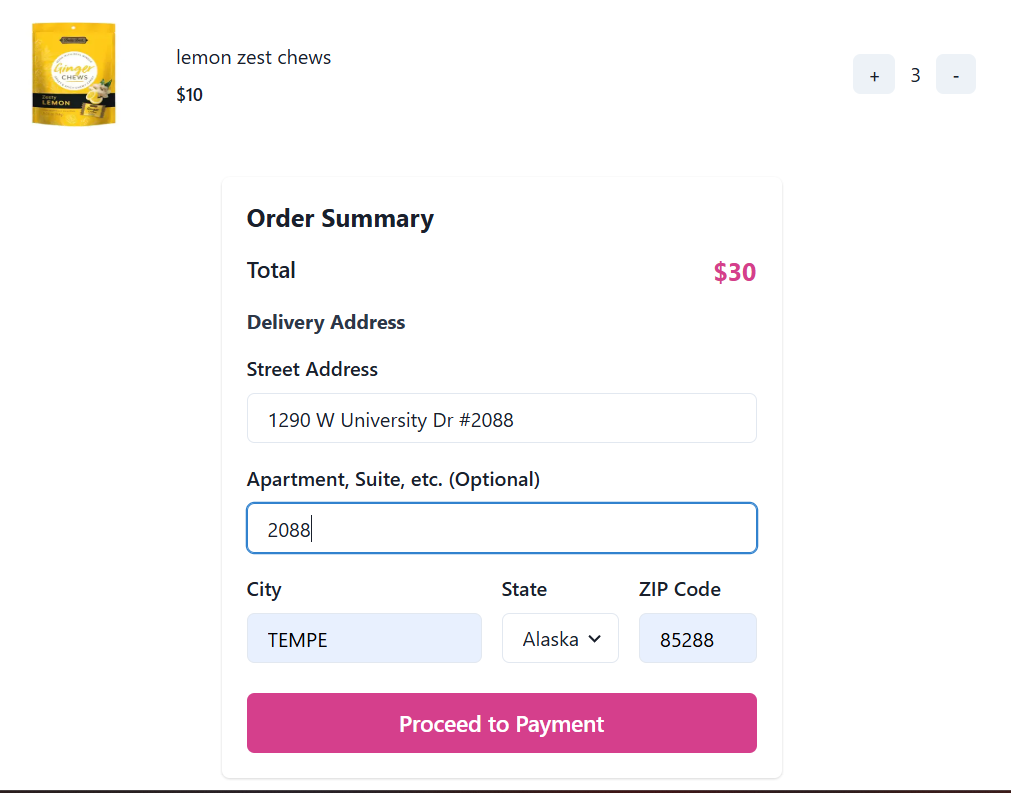 Ginger
CHEWS
Zesty
LEMON
lemon zest chews
$10
+ 3 -
Order Summary
Total $30
Delivery Address
Street Address
1290 W University Dr #2088
Apartment, Suite, etc. (Optional)
2088
City State ZIP Code
TEMPE Alaska 85288
Proceed to Payment